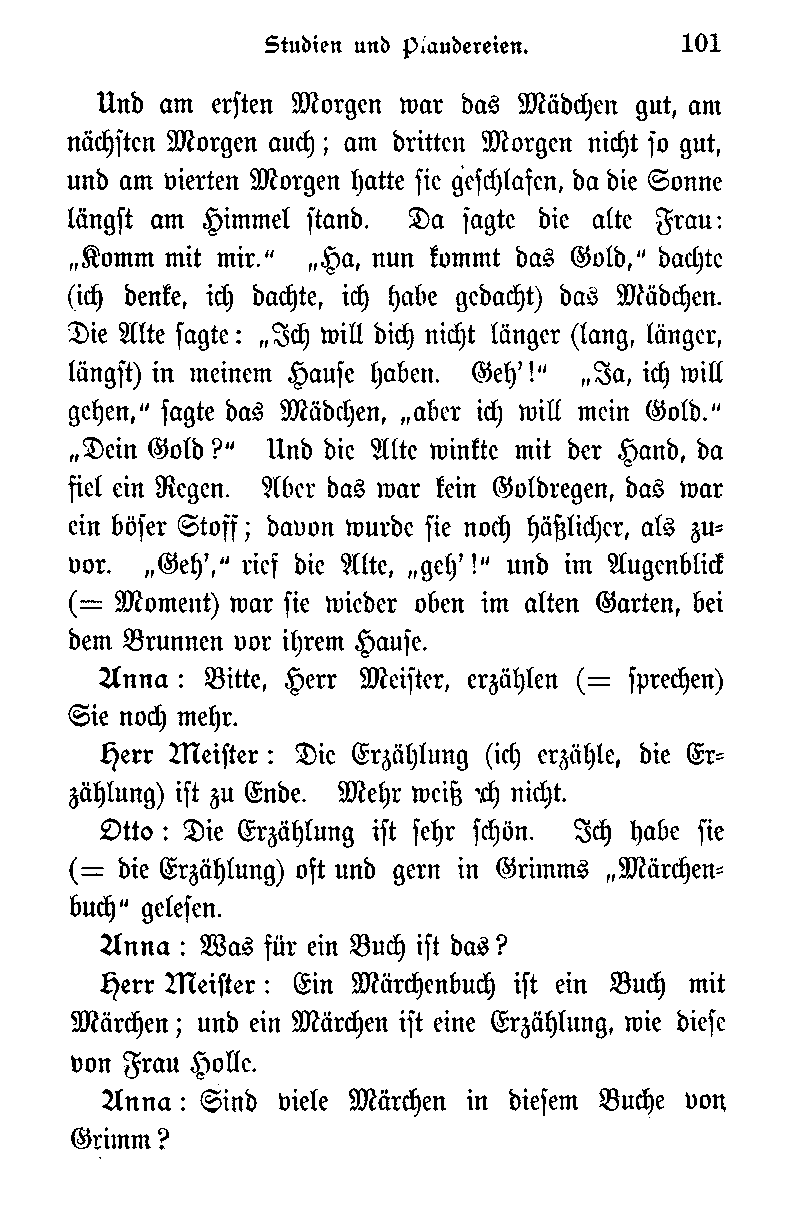 Studien und Plaudereien. 101
Und am ersten Morgen war das Mädchen gut, am
nächsten Morgen auch; am dritten Morgen nicht so gut,
und am vierten Morgen hatte sie geschlafen, da die Sonne
längst am Himmel stand. Da sagte die alte Frau:
„Komm mit mir.“ „Ha, nun kommt das Gold,“ dachte
(ich denke, ich dachte, ich habe gedacht) das Mädchen.
Die Alte sagte: „Ich will dich nicht länger (lang, länger,
längst) in meinem Hause haben. Geh’!“ „Ja, ich will
gehen,“ sagte das Mädchen, „aber ich will mein Gold.“
„Dein Gold?“ Und die Alte winkte mit der Hand, da
fiel ein Regen. Aber das war kein Goldregen, das war
ein böser Stoff; davon wurde sie noch häßlicher, als zu-
vor. „Geh’,“ rief die Alte, „geh’!“ und im Augenblick
(= Moment) war sie wieder oben im alten Garten, bei
dem Brunnen vor ihrem Hause.
Anna: Bitte, Herr Meister, erzählen (= sprechen)
Sie noch mehr.
Herr Meister: Die Erzählung (ich erzähle, die Er-
zählung) ist zu Ende. Mehr weiß ich nicht.
Otto: Die Erzählung ist sehr schön. Ich habe sie
(= die Erzählung) oft und gern in Grimms „Märchen-
buch“ gelesen.
Anna: Was für ein Buch ist das?
Herr Meister: Ein Märchenbuch ist ein Buch mit
Märchen; und ein Märchen ist eine Erzählung, wie diese
von Frau Holle.
Anna: Sind viele Märchen in diesem Buche von
Grimm?